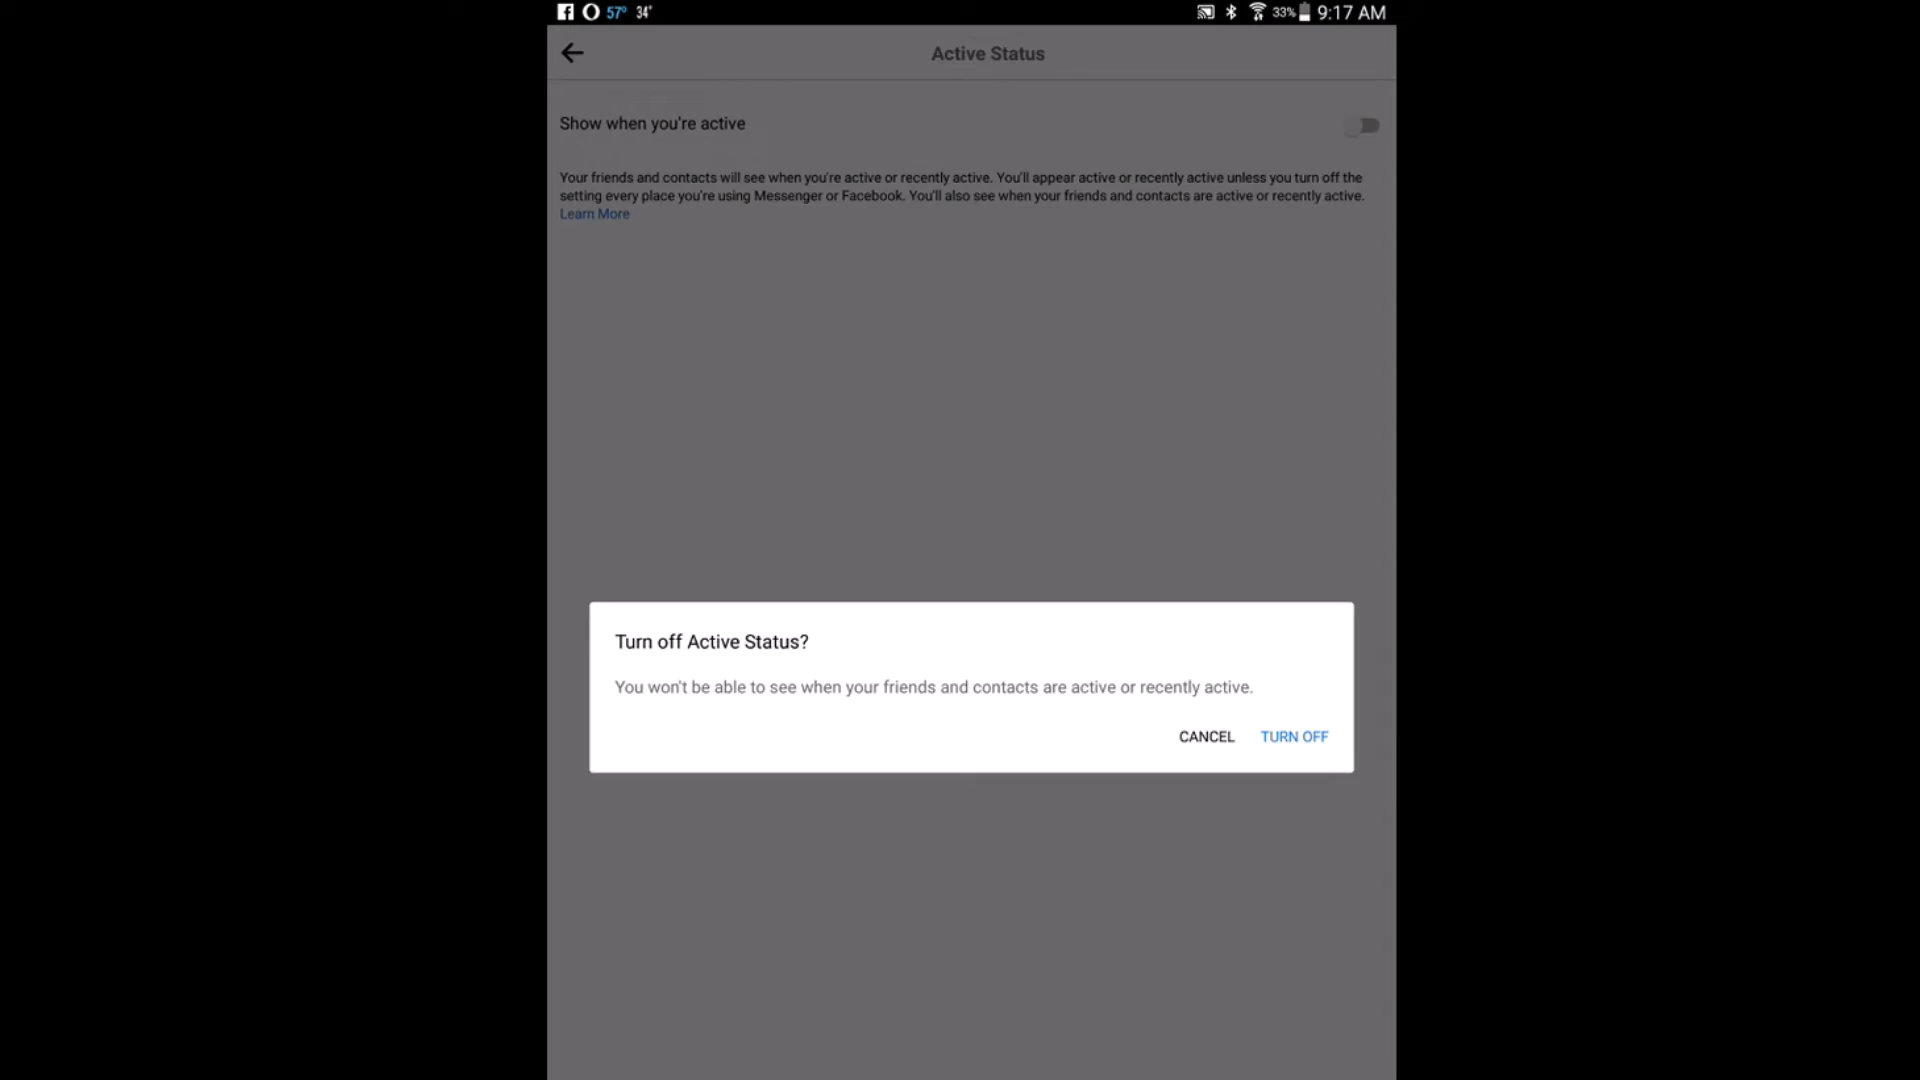 57° 34° 33% 9:17 AM
Active Status
Show when you're active
Your friends and contacts will see when you're active or recently active. You'll appear active or recently active unless you turn off the
setting every place you're using Messenger or Facebook. You'll also see when your friends and contacts are active or recently active.
Learn More
Turn off Active Status?
You won't be able to see when your friends and contacts are active or recently active.
CANCEL TURN OFF